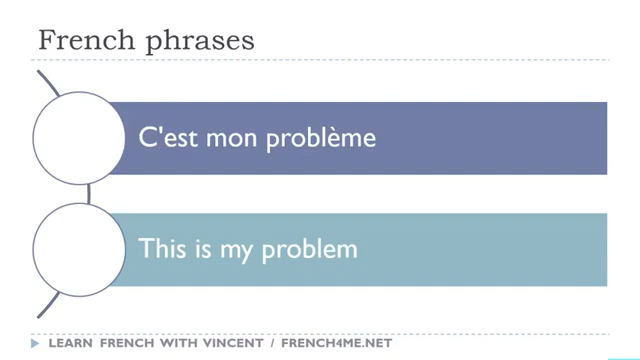 French phrases
C'est mon problème
This is my problem
LEARN FRENCH WITH VINCENT / FRENCH4ME.NET